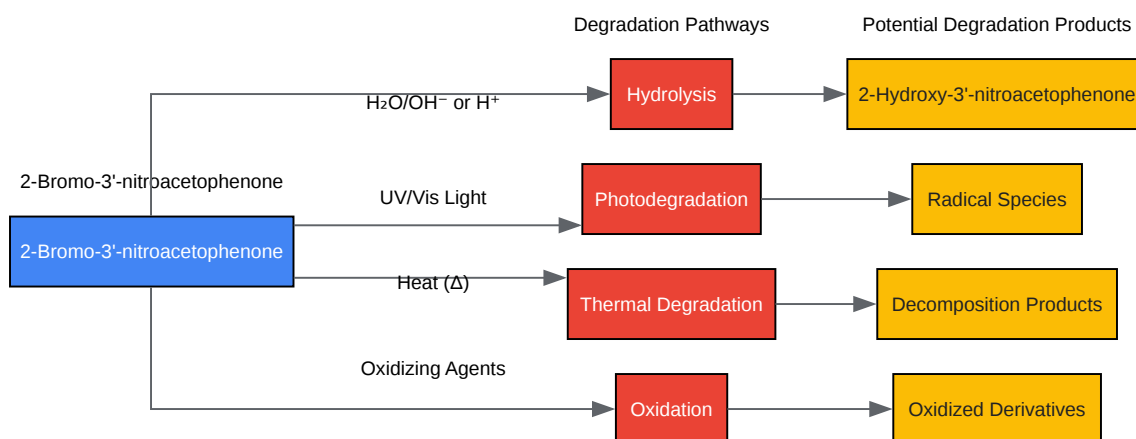 Degradation Pathways
Potential Degradation Products
H₂O/OH⁻ or H⁺
Hydrolysis
2-Hydroxy-3'-nitroacetophenone
2-Bromo-3'-nitroacetophenone
UV/Vis Light
Photodegradation
Radical Species
2-Bromo-3'-nitroacetophenone
Heat (Δ)
Thermal Degradation
Decomposition Products
Oxidizing Agents
Oxidation
Oxidized Derivatives